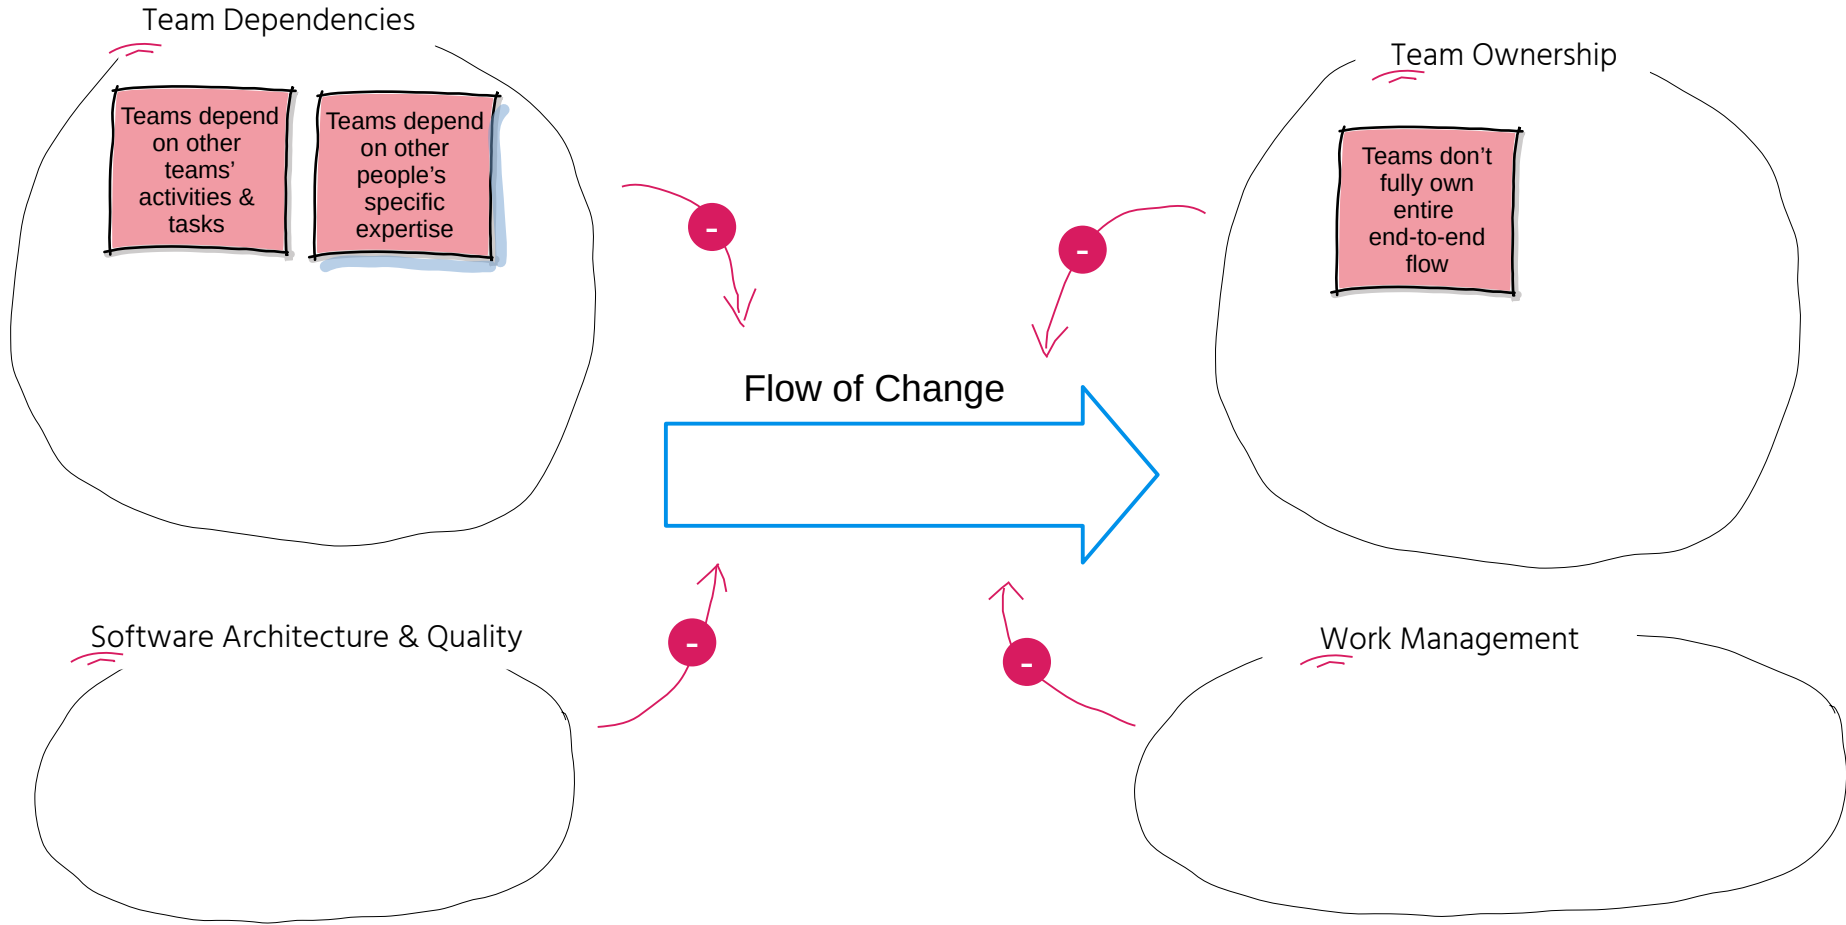 Team Dependencies
Teams depend
on other
teams’
activities &
tasks
Teams depend
on other
people’s
specific
expertise
-
-
Team Ownership
Teams don’t
fully own
entire
end-to-end
flow
Flow of Change
Software Architecture & Quality
-
-
Work Management